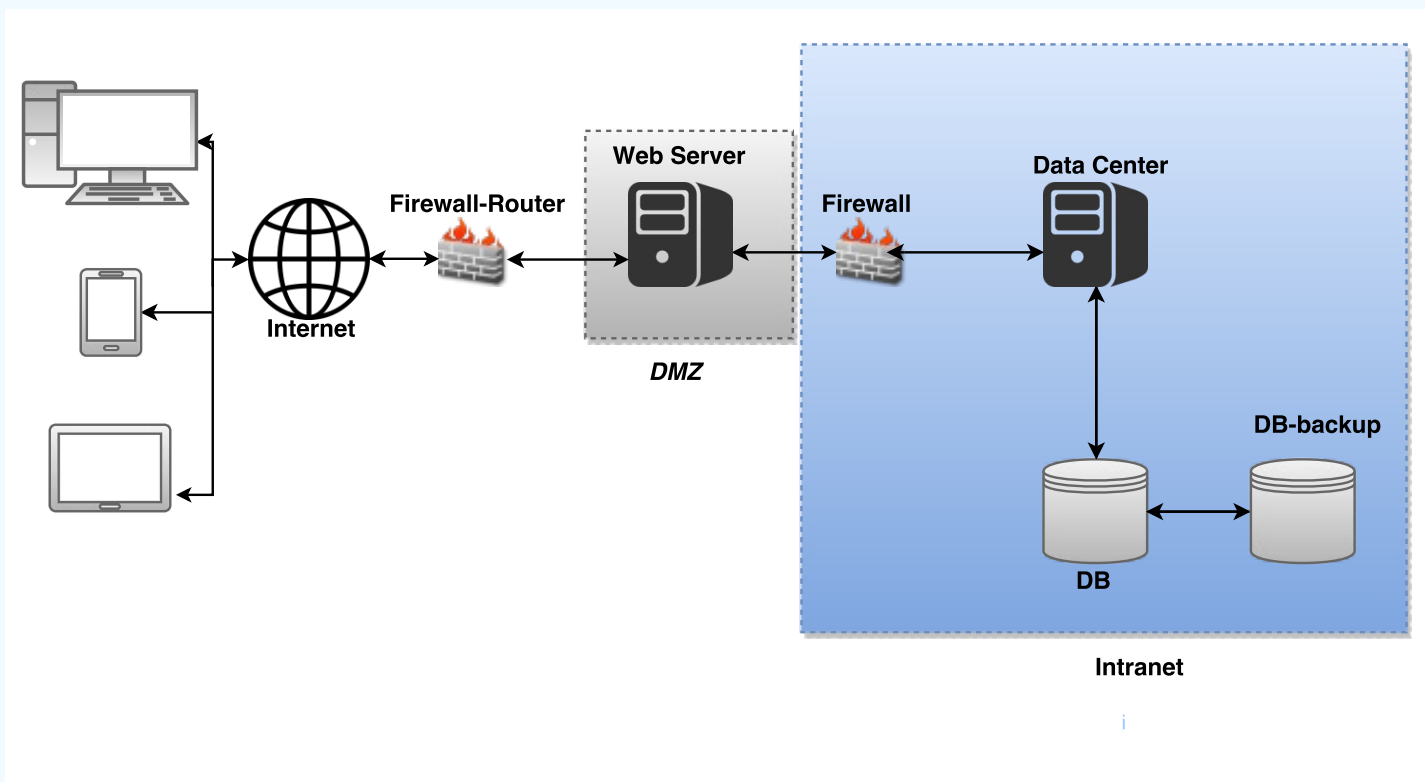 Web Server
Data Center
Firewall-Router
Firewall
Internet
DMZ
DB-backup
DB
Intranet
i